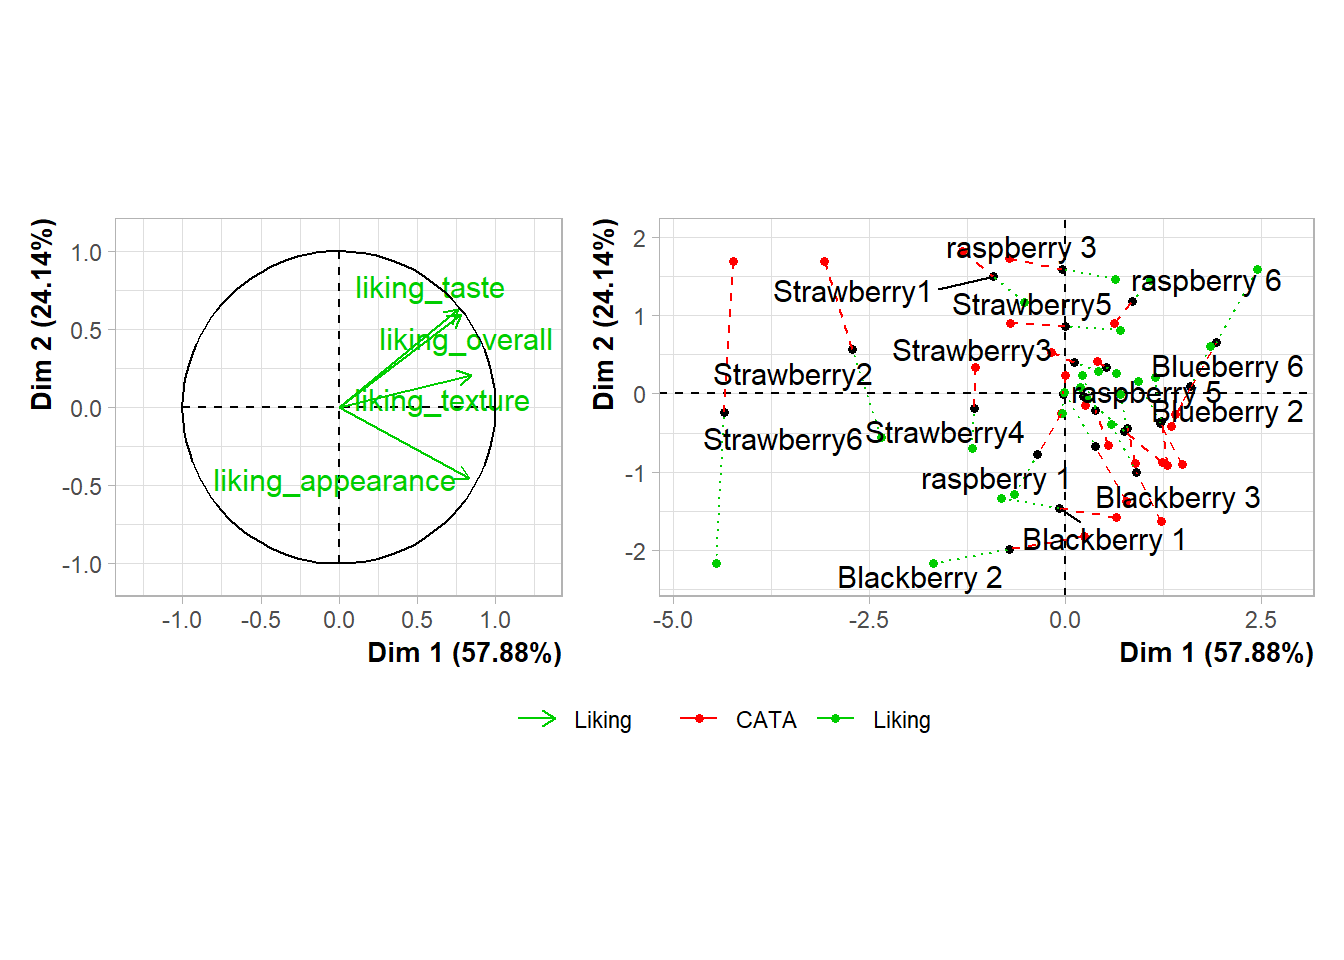 Dim 2 (24.14%)
1.0
0.5
0.0
-0.5
-1.0
liking_taste
liking_overall
liking_texture
liking_appearance
-1.0 -0.5 0.0 0.5 1.0
Dim 1 (57.88%)
Dim 2 (24.14%)
2
1
0
-1
-2
raspberry 3
raspberry 6
Strawberry1
Strawberry5
Strawberry3
Blueberry 6
Strawberry2
raspberry 5
Blueberry 2
Strawberry4
Strawberry6
raspberry 1
Blackberry 3
Blackberry 1
Blackberry 2
-5.0 -2.5 0.0 2.5
Dim 1 (57.88%)
Liking CATA Liking